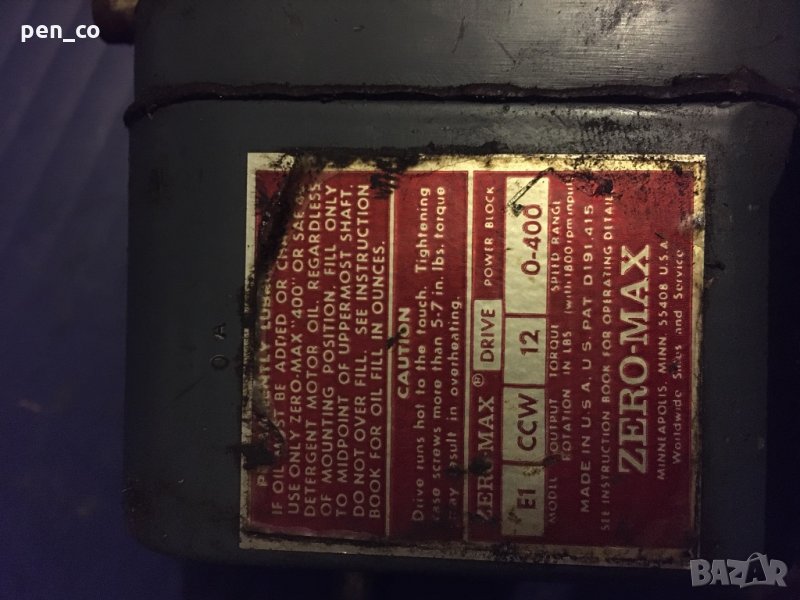 pen_co
O A
IF OIL MUST BE ADDED OR
USE ONLY ZERO-MAX "400" OR SAE
DETERGENT MOTOR OIL. REGARDLESS
OF MOUNTING POSITION, FILL ONLY
TO MIDPOINT OF UPPERMOST SHAFT.
DO NOT OVER FILL. SEE INSTRUCTION
BOOK FOR OIL FILL IN OUNCES.
CAUTION
Drive runs hot to the touch. Tightening
case screws more than 5-7 in. lbs. torque
may result in overheating.
ZERO-MAX ® DRIVE POWER BLOCK
E1 CCW 12 0-400
MODEL OUTPUT TORQUE SPEED RANGE
ROTATION IN LBS (with 1800 rpm input
MADE IN U.S.A. U.S. PAT D191,415
SEE INSTRUCTION BOOK FOR OPERATING DETAIL
ZERO-MAX
MINNEAPOLIS, MINN. 55408 U.S.A.
Worldwide Sales and Service
BAZAR